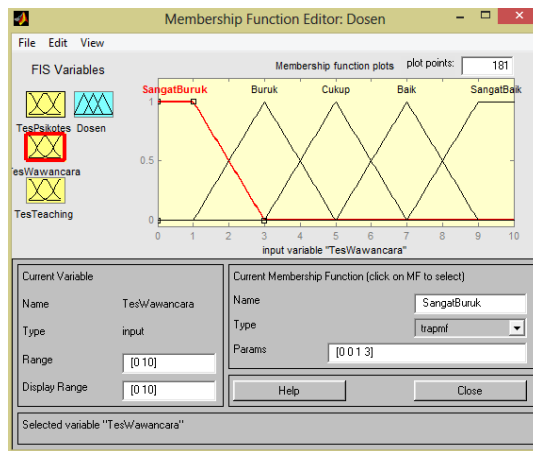 Membership Function Editor: Dosen
File Edit View
FIS Variables
Membership function plots
plot points: 181
TesPsikotes Dosen
esWawancara
TesTeaching
SangatBuruk Buruk Cukup Baik SangatBaik
1
0.5
0
0 1 2 3 4 5 6 7 8 9 10
input variable "TesWawancara"
Current Variable
Name TesWawancara
Type input
Range [0 10]
Display Range [0 10]
Current Membership Function (click on MF to select)
Name SangatBuruk
Type trapmf
Params [0 0 1 3]
Help Close
Selected variable "TesWawancara"